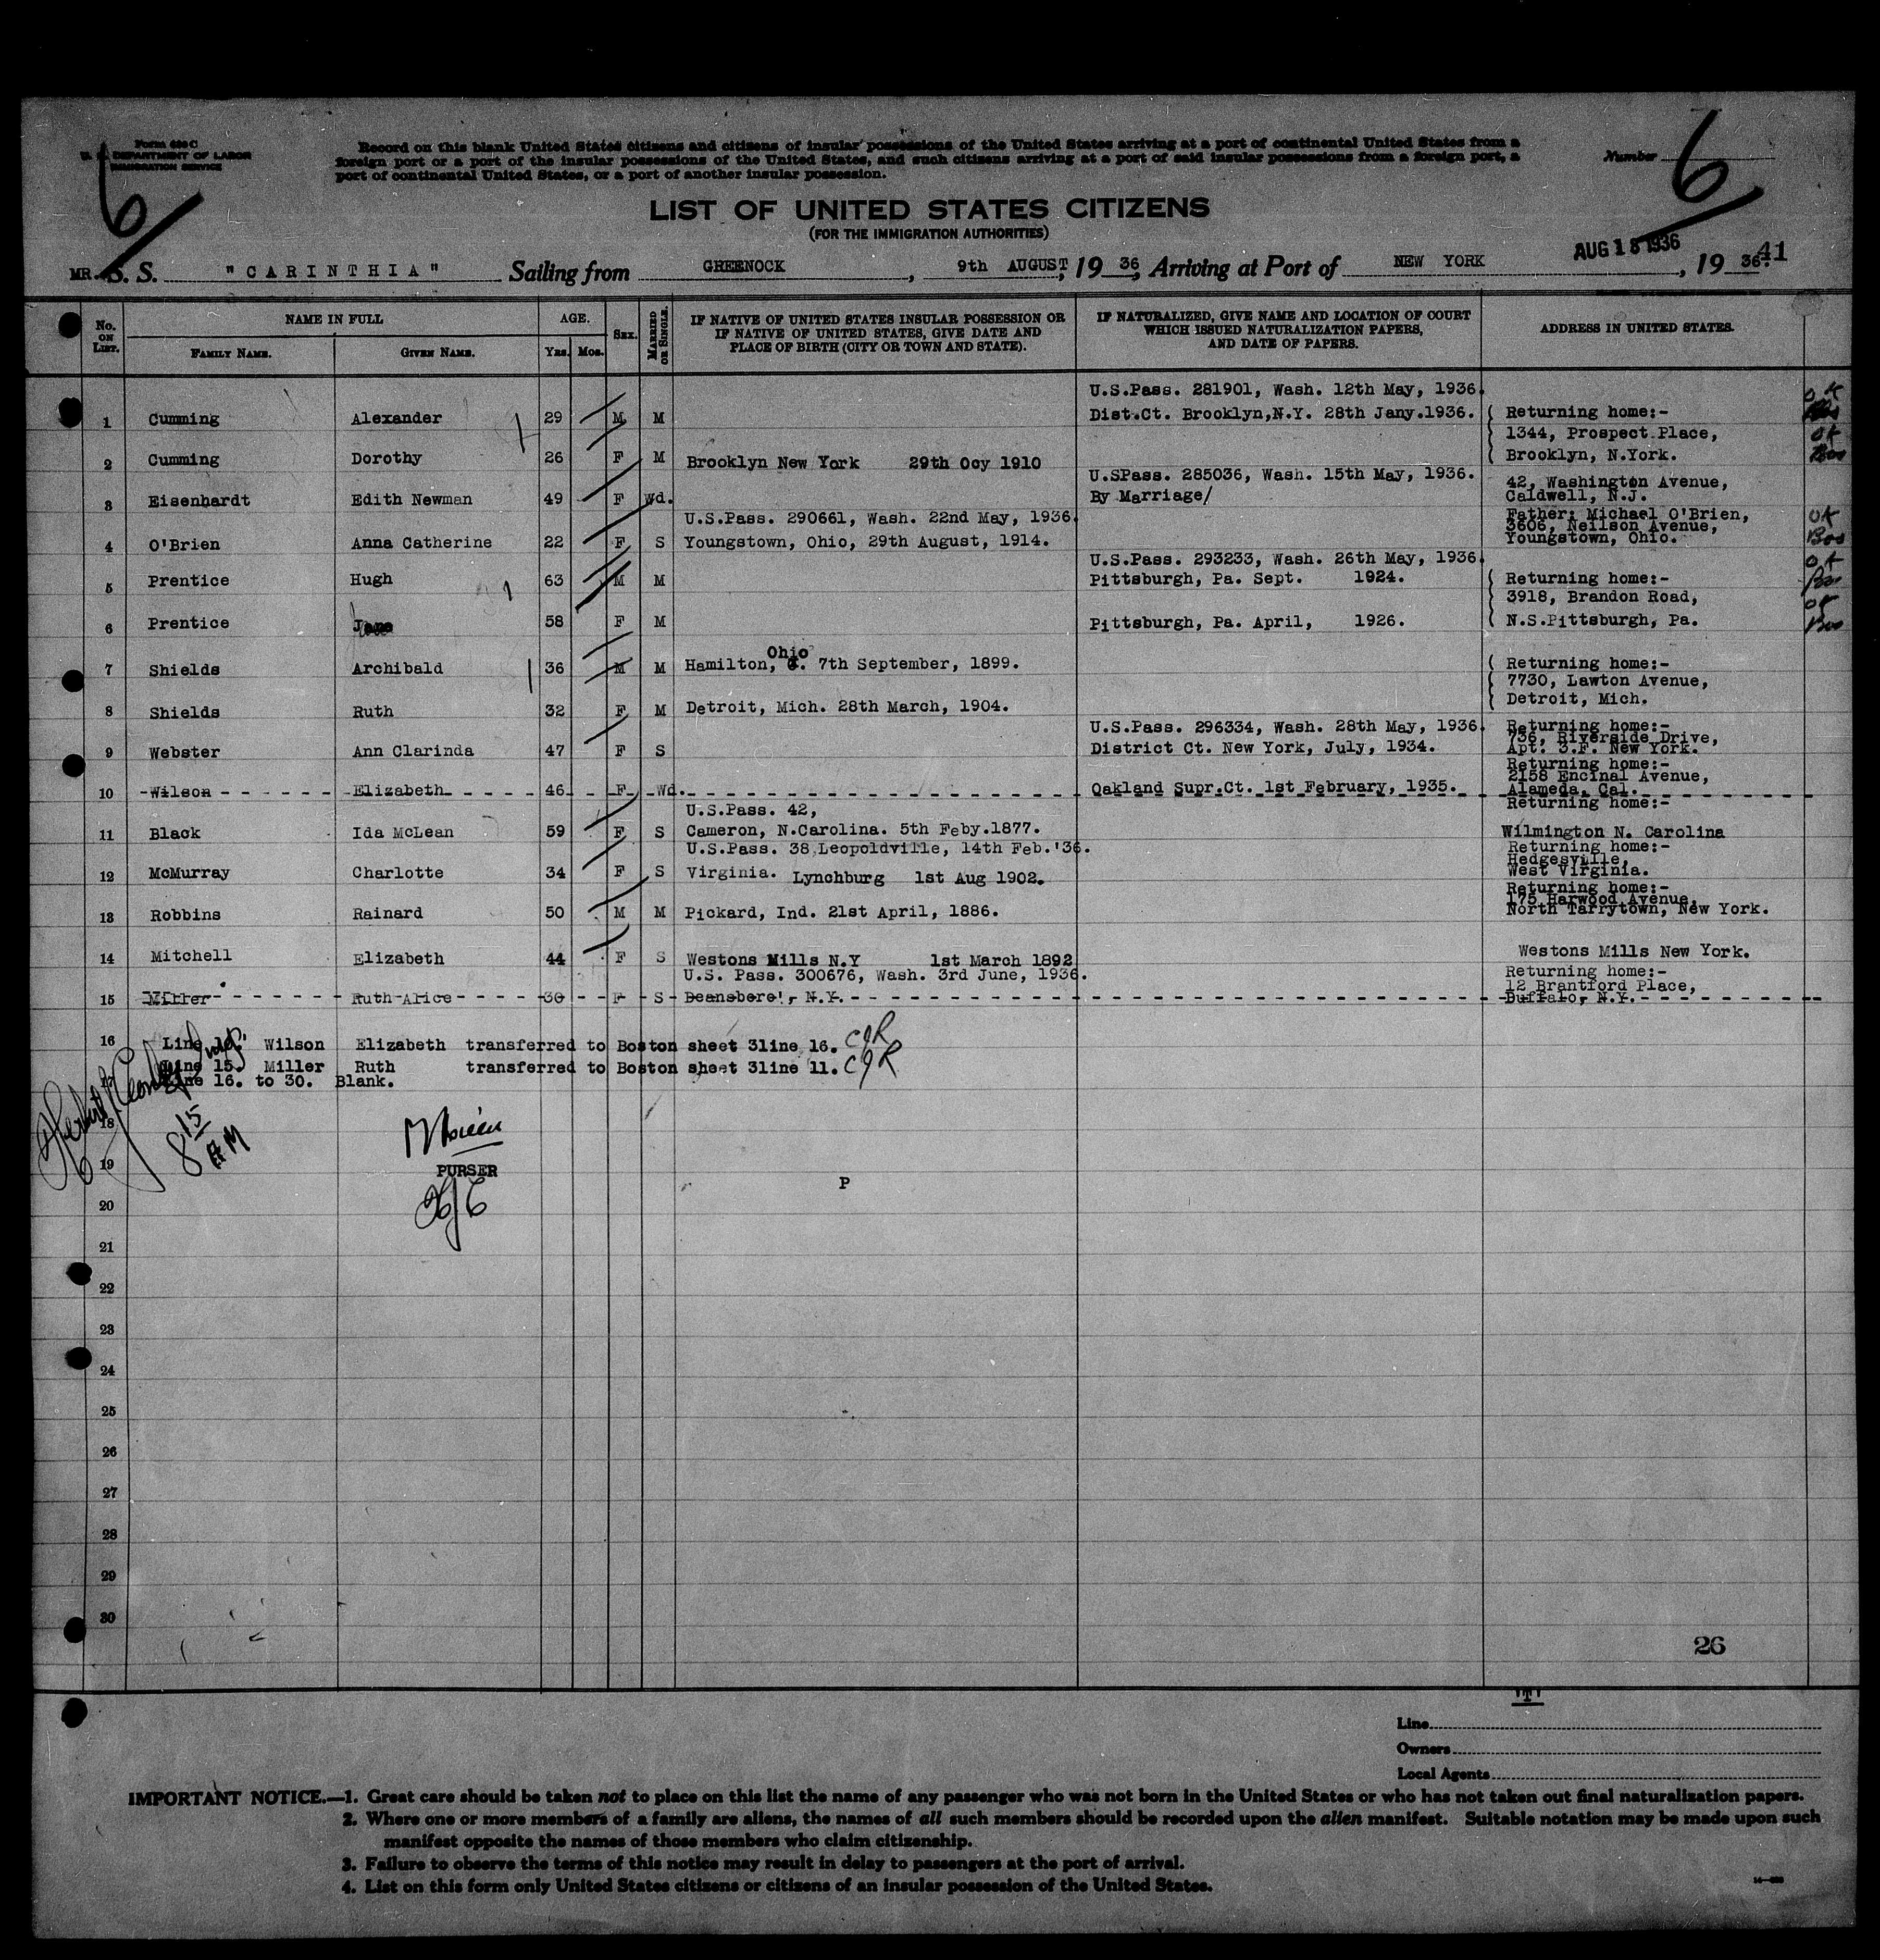 Form 630 C
U. S. DEPARTMENT OF LABOR
IMMIGRATION SERVICE
6
Record on this blank United States citizens and citizens of insular possessions of the United States arriving at a port of continental United States from a
foreign port or a port of the insular possessions of the United States, and such citizens arriving at a port of said insular possessions from a foreign port, a
port of continental United States, or a port of another insular possession.
Number
6
LIST OF UNITED STATES CITIZENS
(FOR THE IMMIGRATION AUTHORITIES)
AUG 18 1936
41
MR. S. S. "CARINTHIA" Sailing from GREENOCK, 9th AUGUST, 19 36, Arriving at Port of NEW YORK, 19 36.
No. ON LIST. NAME IN FULL AGE. SEX. MARRIED OR SINGLE. IF NATIVE OF UNITED STATES INSULAR POSSESSION OR IF NATIVE OF UNITED STATES, GIVE DATE AND PLACE OF BIRTH (CITY OR TOWN AND STATE). IF NATURALIZED, GIVE NAME AND LOCATION OF COURT WHICH ISSUED NATURALIZATION PAPERS, AND DATE OF PAPERS. ADDRESS IN UNITED STATES.
FAMILY NAME. GIVEN NAME. Yrs. Mos.
U.S.Pass. 281901, Wash. 12th May, 1936.
1 Cumming Alexander 29 M M Dist.Ct. Brooklyn,N.Y. 28th Jany.1936. Returning home:- OK
1344, Prospect Place,
2 Cumming Dorothy 26 F M Brooklyn New York 29th Ocy 1910 Brooklyn, N.York. OK
U.SPass. 285036, Wash. 15th May, 1936.
3 Eisenhardt Edith Newman 49 F Wd. By Marriage/ 42, Washington Avenue,
Caldwell, N.J.
U.S.Pass. 290661, Wash. 22nd May, 1936. Father: Michael O'Brien,
3606, Neilson Avenue, OK
4 O'Brien Anna Catherine 22 F S Youngstown, Ohio, 29th August, 1914. Youngstown, Ohio.
U.S.Pass. 293233, Wash. 26th May, 1936.
5 Prentice Hugh 63 M M Pittsburgh, Pa. Sept. 1924. Returning home:- OK
3918, Brandon Road,
6 Prentice Jane 58 F M Pittsburgh, Pa. April, 1926. N.S.Pittsburgh, Pa. OK
Ohio
7 Shields Archibald 36 M M Hamilton, O. 7th September, 1899. Returning home:-
7730, Lawton Avenue,
8 Shields Ruth 32 F M Detroit, Mich. 28th March, 1904. Detroit, Mich.
U.S.Pass. 296334, Wash. 28th May, 1936. Returning home:-
736, Riverside Drive,
9 Webster Ann Clarinda 47 F S District Ct. New York, July, 1934. Apt. 3.F. New York.
Returning home:-
2158 Encinal Avenue,
10 Wilson Elizabeth 46 F Wd. Oakland Supr.Ct. 1st February, 1935. Alameda, Cal.
U.S.Pass. 42, Returning home:-
11 Black Ida McLean 59 F S Cameron, N.Carolina. 5th Feby.1877. Wilmington N. Carolina
U.S.Pass. 38 Leopoldville, 14th Feb.'36. Returning home:-
Hedgesville,
12 McMurray Charlotte 34 F S Virginia. Lynchburg 1st Aug 1902. West Virginia.
Returning home:-
175 Harwood Avenue,
13 Robbins Rainard 50 M M Pickard, Ind. 21st April, 1886. North Tarrytown, New York.
14 Mitchell Elizabeth 44 F S Westons Mills N.Y 1st March 1892 Westons Mills New York.
U.S. Pass. 300676, Wash. 3rd June, 1936. Returning home:-
12 Brantford Place,
15 Miller Ruth Alice 30 F S Deansboro', N.Y. Buffalo, N.Y.
16 Line 10. Wilson Elizabeth transferred to Boston sheet 3line 16. CJR
Line 15. Miller Ruth transferred to Boston sheet 3line 11. CJR
17 Line 16. to 30. Blank.
18
8 15 AM
19 PURSER
P
20
21
22
23
24
25
26
27
28
29
30
26
'T'
Line
Owners
Local Agents
IMPORTANT NOTICE.—1. Great care should be taken not to place on this list the name of any passenger who was not born in the United States or who has not taken out final naturalization papers.
2. Where one or more members of a family are aliens, the names of all such members should be recorded upon the alien manifest. Suitable notation may be made upon such
manifest opposite the names of those members who claim citizenship.
3. Failure to observe the terms of this notice may result in delay to passengers at the port of arrival.
4. List on this form only United States citizens or citizens of an insular possession of the United States.